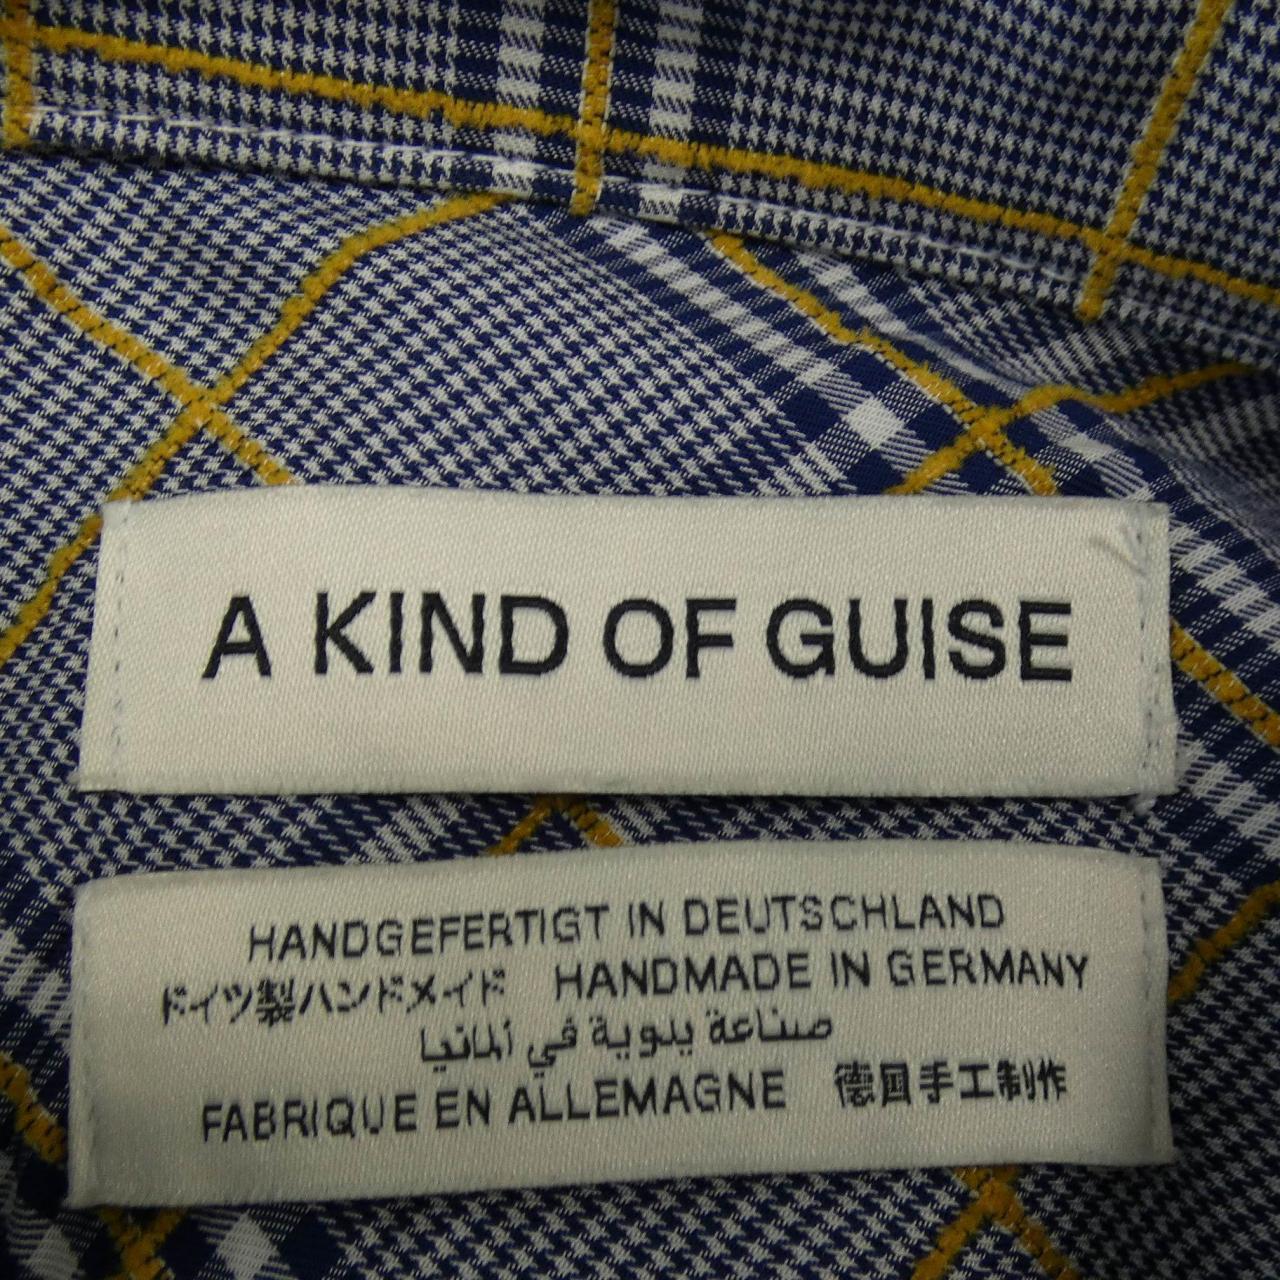 A KIND OF GUISE
HANDGEFERTIGT IN DEUTSCHLAND
ドイツ製ハンドメイド HANDMADE IN GERMANY
صناعة يدوية في ألمانيا
FABRIQUE EN ALLEMAGNE 德国手工制作